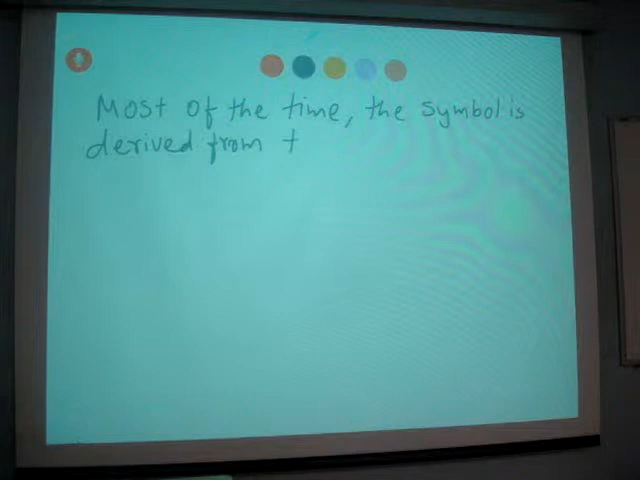 Most of the time, the symbol is
derived from t